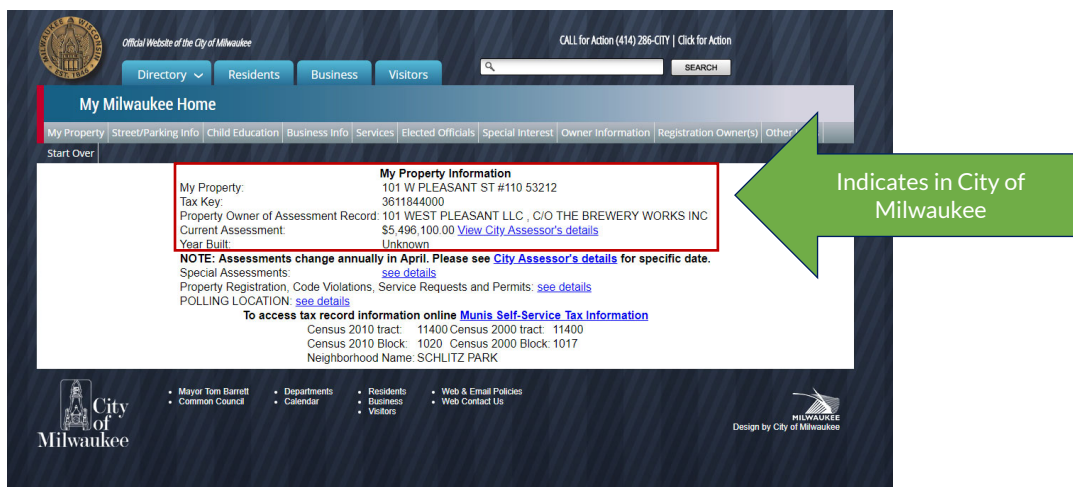 MILWAUKEE WISCONSIN
EST. 1846
Official Website of the City of Milwaukee
CALL for Action (414) 286-CITY | Click for Action
Directory Residents Business Visitors
SEARCH
My Milwaukee Home
My Property Street/Parking Info Child Education Business Info Services Elected Officials Special Interest Owner Information Registration Owner(s) Other
Start Over
Indicates in City of
Milwaukee
My Property Information
My Property: 101 W PLEASANT ST #110 53212
Tax Key: 3611844000
Property Owner of Assessment Record: 101 WEST PLEASANT LLC , C/O THE BREWERY WORKS INC
Current Assessment: $5,496,100.00 View City Assessor's details
Year Built: Unknown
NOTE: Assessments change annually in April. Please see City Assessor's details for specific date.
Special Assessments: see details
Property Registration, Code Violations, Service Requests and Permits: see details
POLLING LOCATION: see details
To access tax record information online Munis Self-Service Tax Information
Census 2010 tract: 11400 Census 2000 tract: 11400
Census 2010 Block: 1020 Census 2000 Block: 1017
Neighborhood Name: SCHLITZ PARK
City
of
Milwaukee
• Mayor Tom Barrett • Departments • Residents • Web & Email Policies
• Common Council • Calendar • Business • Web Contact Us
• Visitors
MILWAUKEE
Design by City of Milwaukee